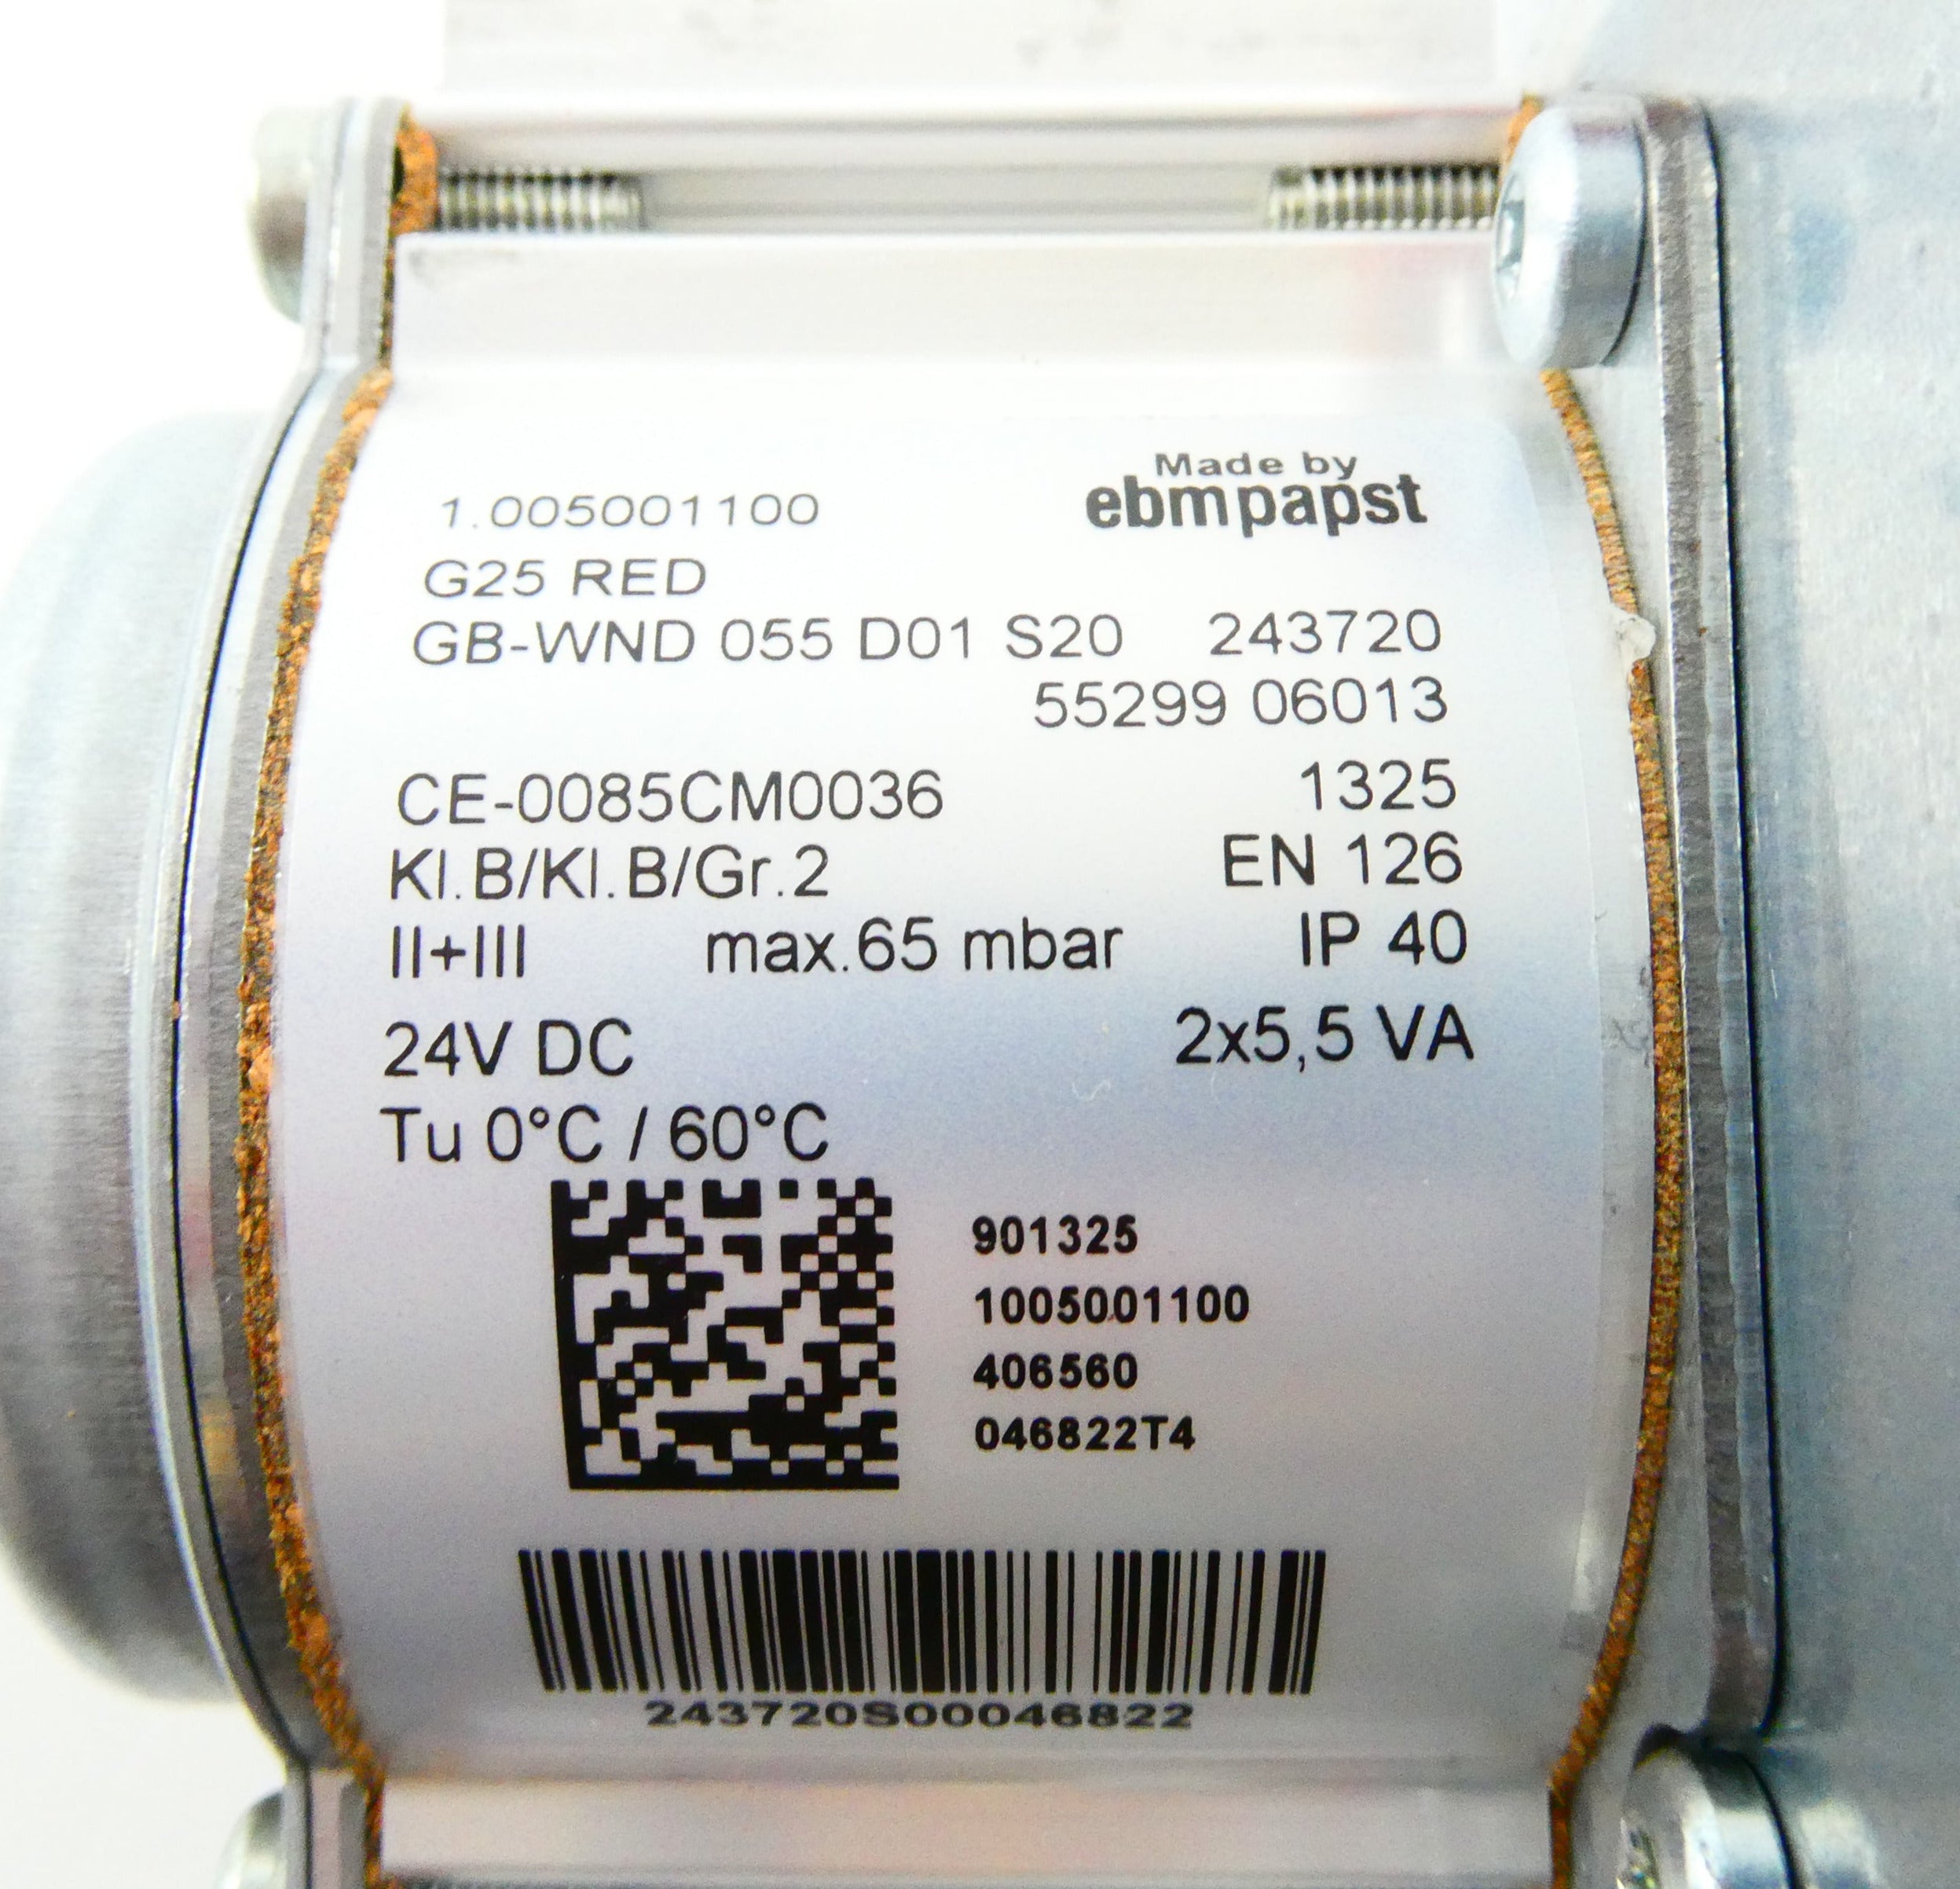 Made by
ebmpapst
1.005001100
G25 RED
GB-WND 055 D01 S20 243720
55299 06013
CE-0085CM0036 1325
Kl.B/Kl.B/Gr.2 EN 126
II+III max.65 mbar IP 40
24V DC 2x5,5 VA
Tu 0°C / 60°C
901325
1005001100
406560
046822T4
243720S00046822